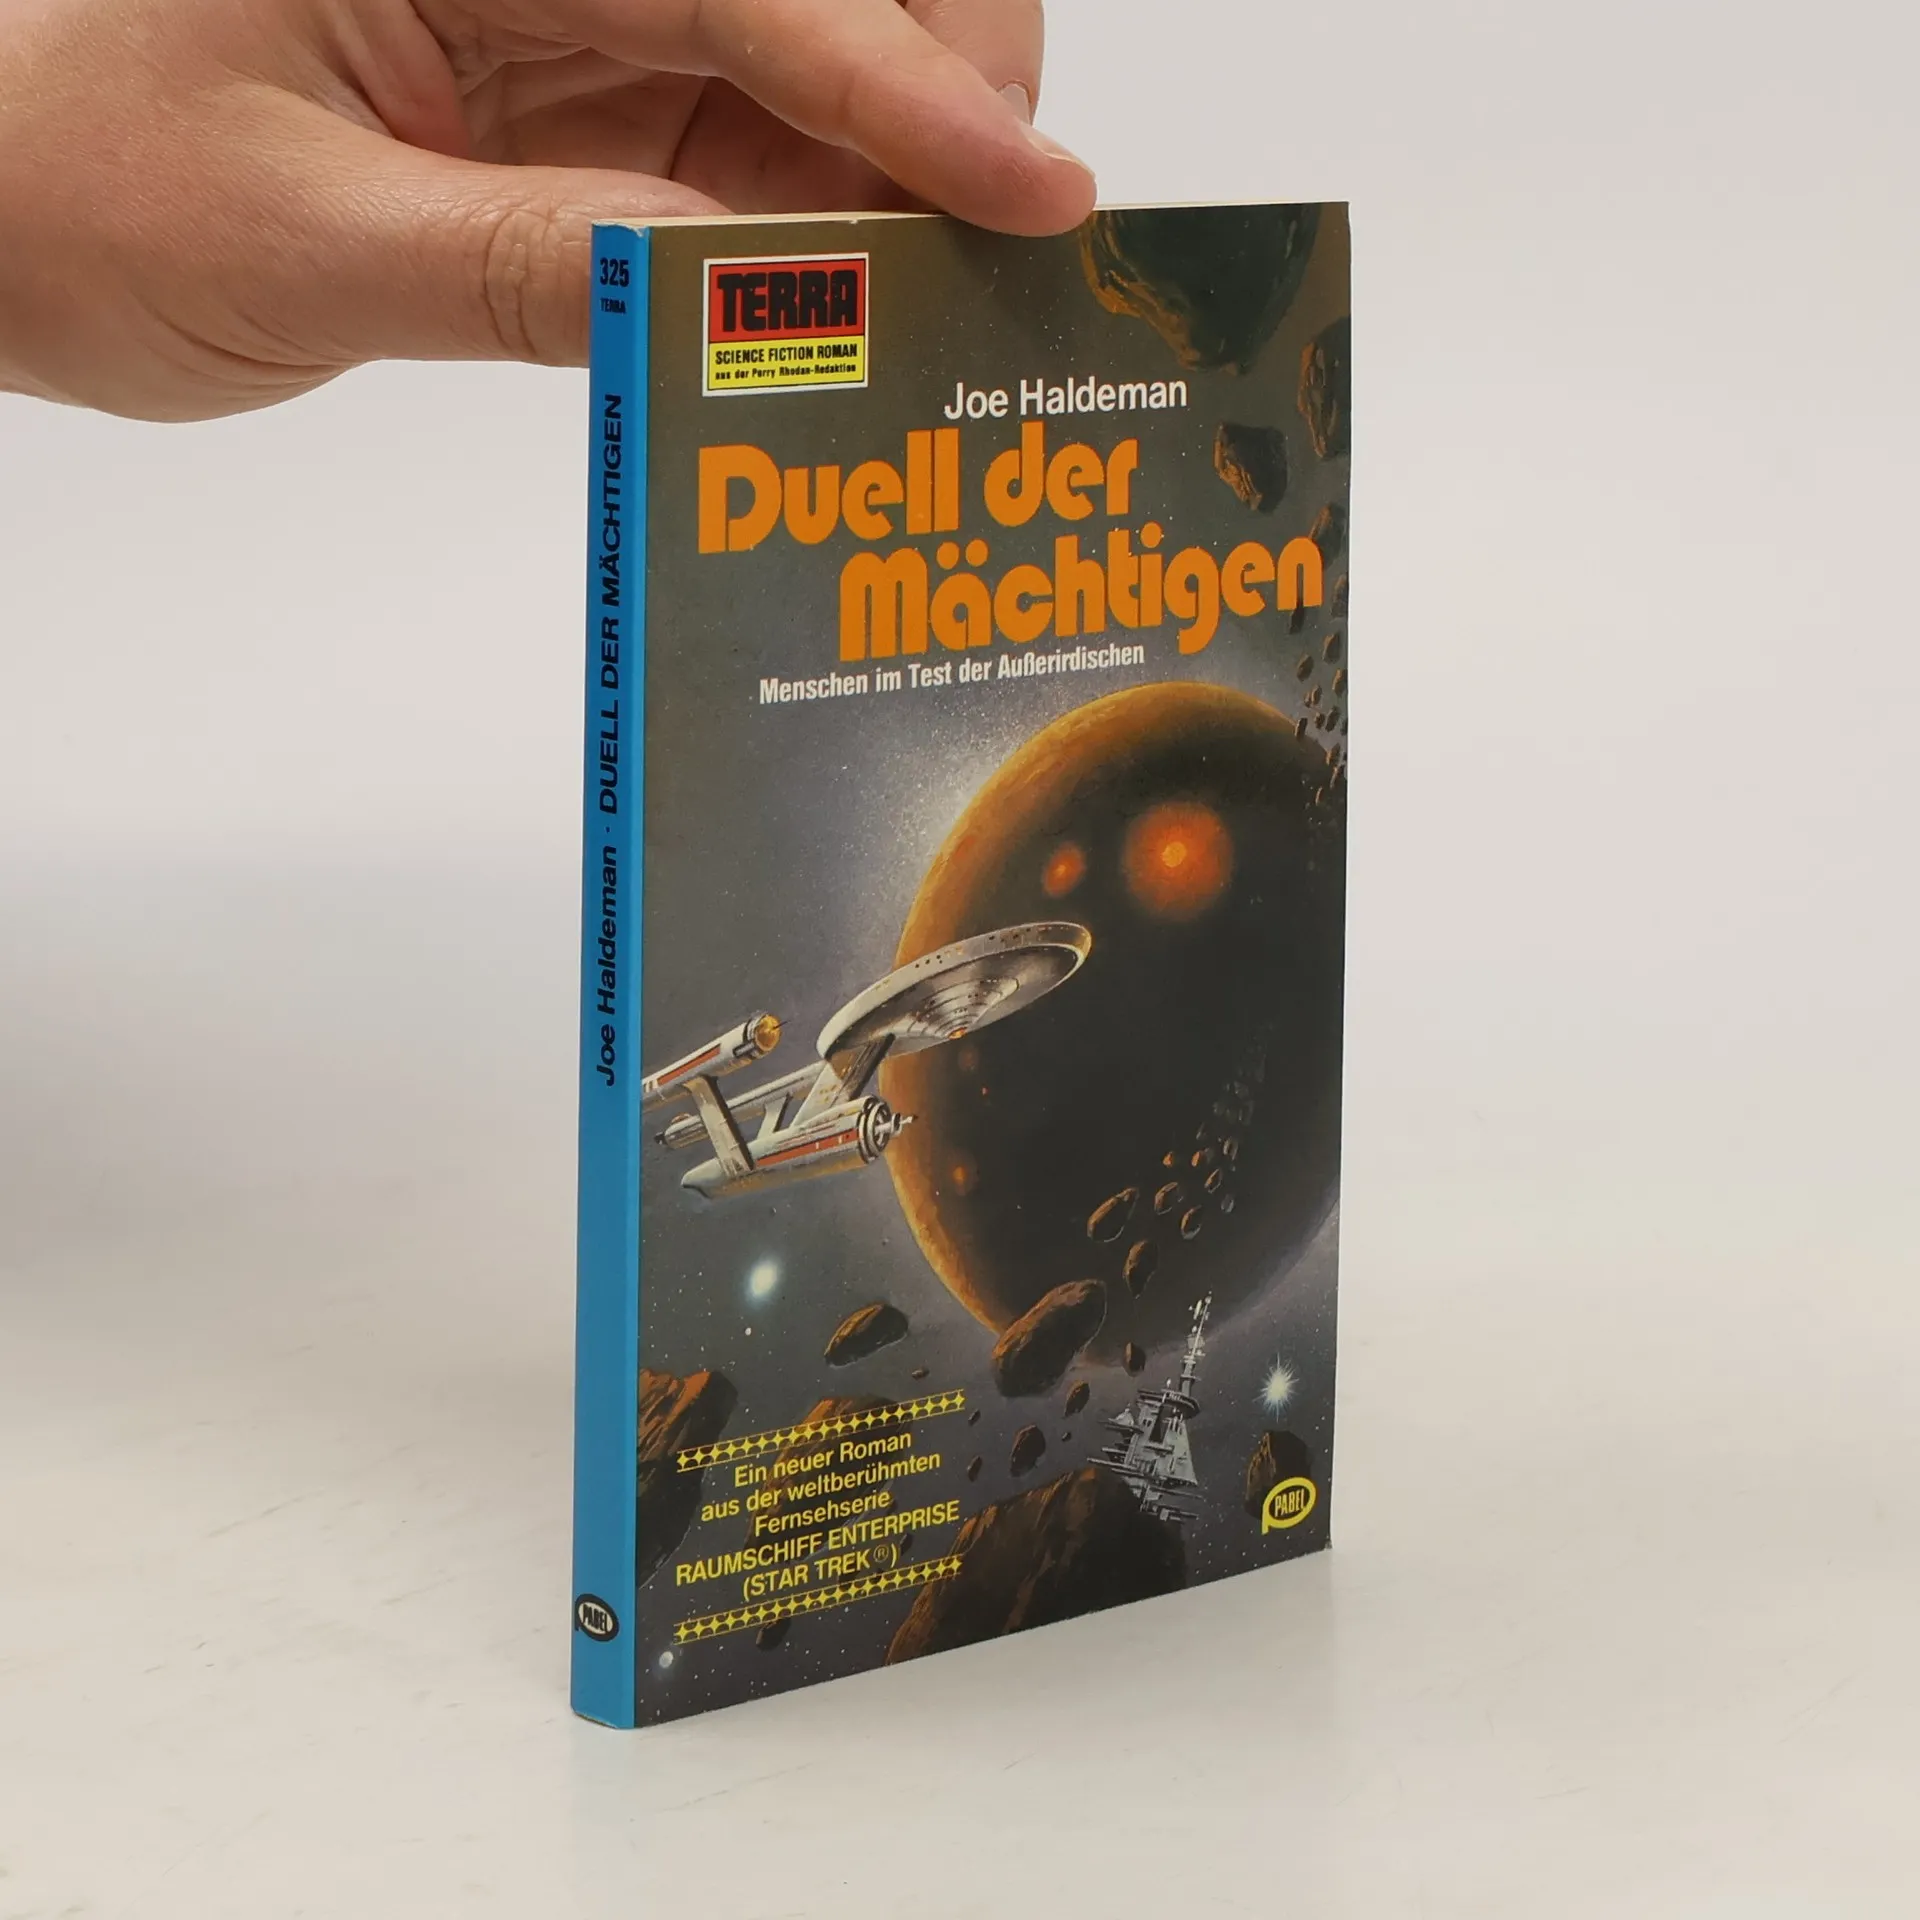 325
TERRA
Joe Haldeman · DUELL DER MÄCHTIGEN
PABEL
TERRA
SCIENCE FICTION ROMAN
aus der Perry Rhodan-Redaktion
Joe Haldeman
Duell der
Mächtigen
Menschen im Test der Außerirdischen
Ein neuer Roman
aus der weltberühmten
Fernsehserie
RAUMSCHIFF ENTERPRISE
(STAR TREK®)
PABEL